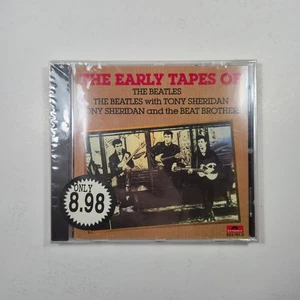 THE EARLY TAPES OF
THE BEATLES
THE BEATLES with TONY SHERIDAN
TONY SHERIDAN and the BEAT BROTHERS
ONLY
8.98